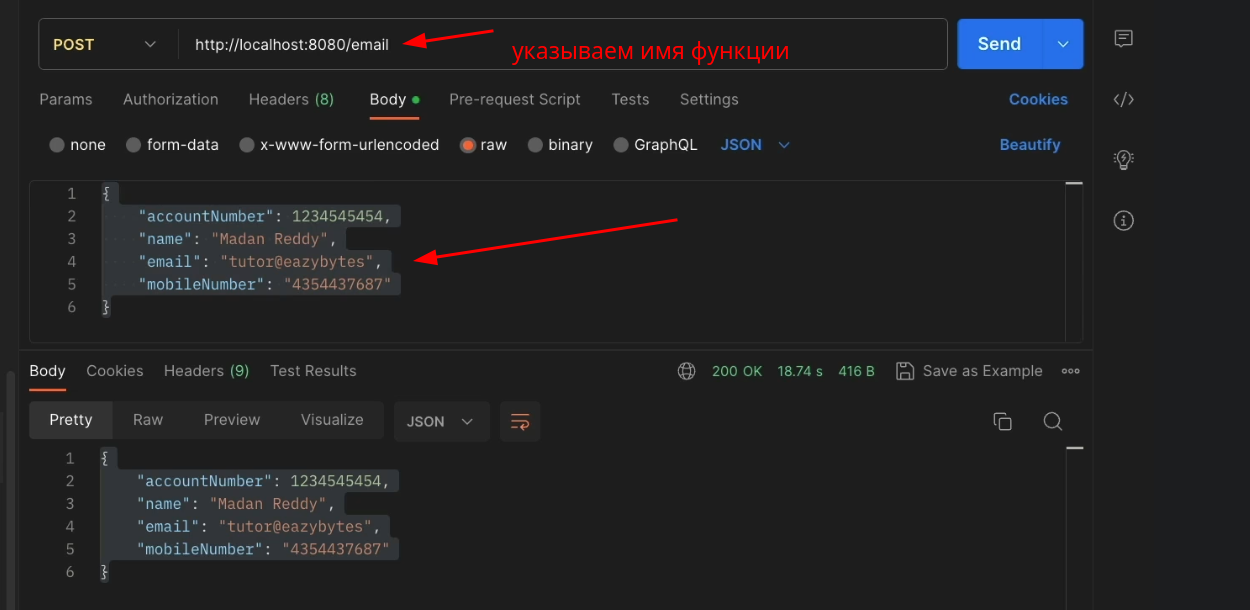 POST http://localhost:8080/email Send
указываем имя функции
Params Authorization Headers (8) Body Pre-request Script Tests Settings Cookies
none form-data x-www-form-urlencoded raw binary GraphQL JSON Beautify
1 {
2 "accountNumber": 1234545454,
3 "name": "Madan Reddy",
4 "email": "tutor@eazybytes",
5 "mobileNumber": "4354437687"
6 }
Body Cookies Headers (9) Test Results 200 OK 18.74 s 416 B Save as Example
Pretty Raw Preview Visualize JSON
1 {
2 "accountNumber": 1234545454,
3 "name": "Madan Reddy",
4 "email": "tutor@eazybytes",
5 "mobileNumber": "4354437687"
6 }